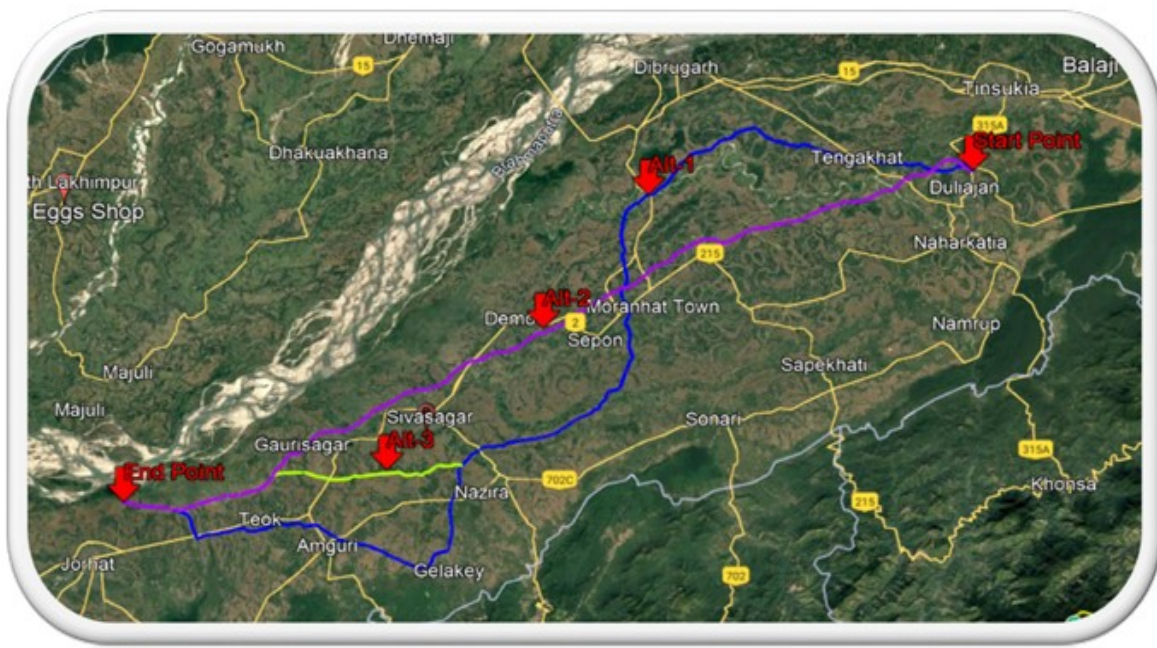 Gogamukh
Dhemaji
15
Dibrugarh
15
Balaji
Tinsukia
315A
Start Point
Dhakuakhana
Brahmaputra
Alt-1
Tengakhat
Duliajan
th Lakhimpur
Eggs Shop
Naharkatia
215
Alt-2
Moranhat Town
Demo
2
Sepon
Namrup
Majuli
Sapekhati
Majuli
Sivasagar
Sonari
Gaurisagar
Alt-3
End Point
315A
702C
Nazira
Khonsa
215
Teok
Amguri
Jorhat
Gelakey
702